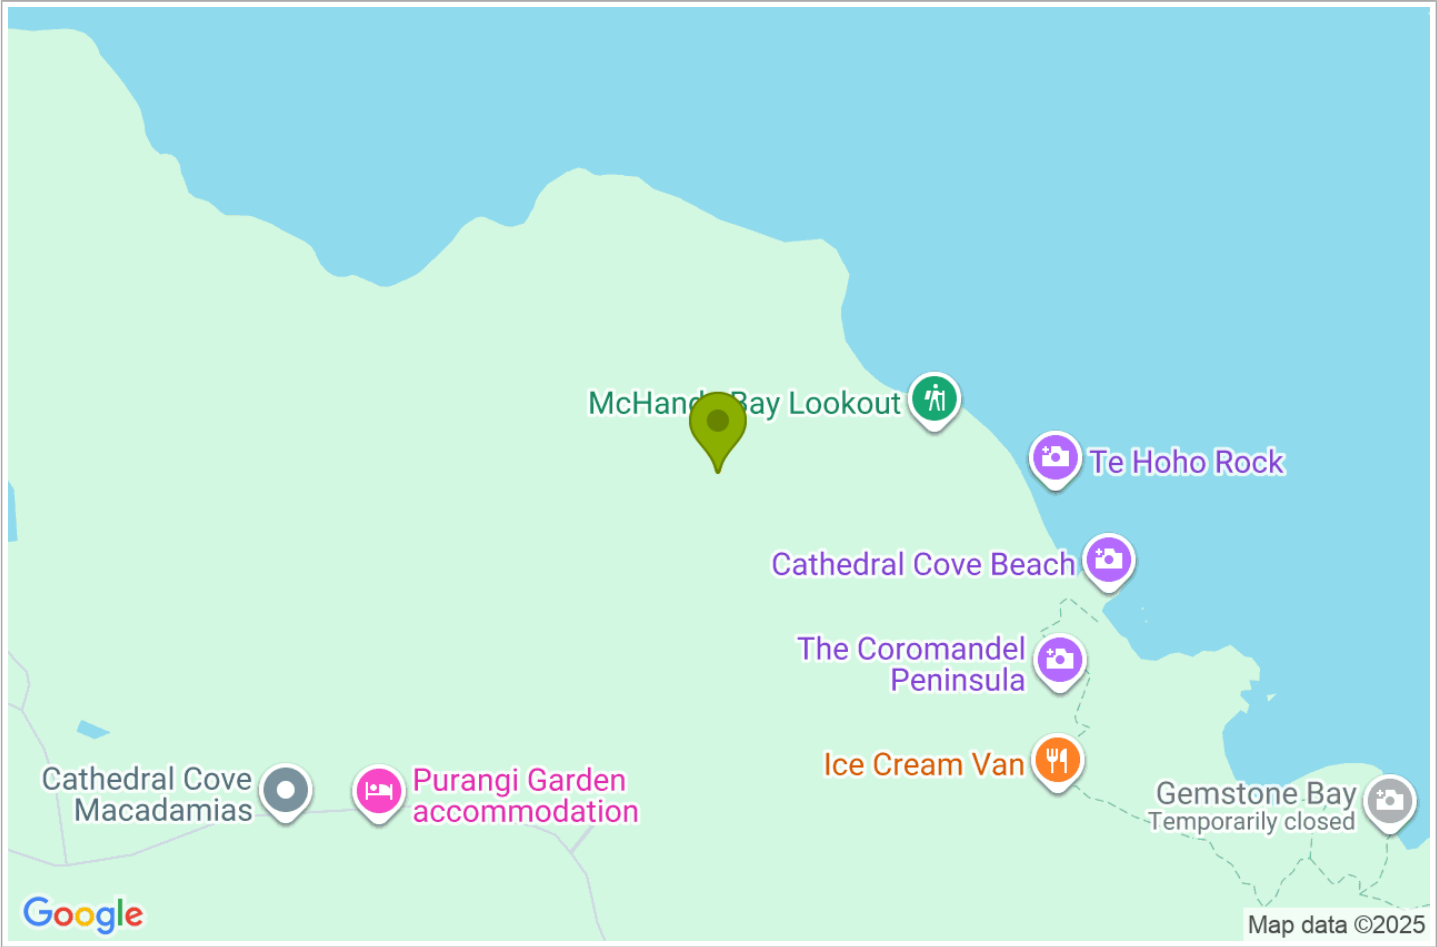 McHands Bay Lookout
Te Hoho Rock
Cathedral Cove Beach
The Coromandel
Peninsula
Ice Cream Van
Cathedral Cove
Macadamias
Purangi Garden
accommodation
Gemstone Bay
Temporarily closed
Google
Map data ©2025